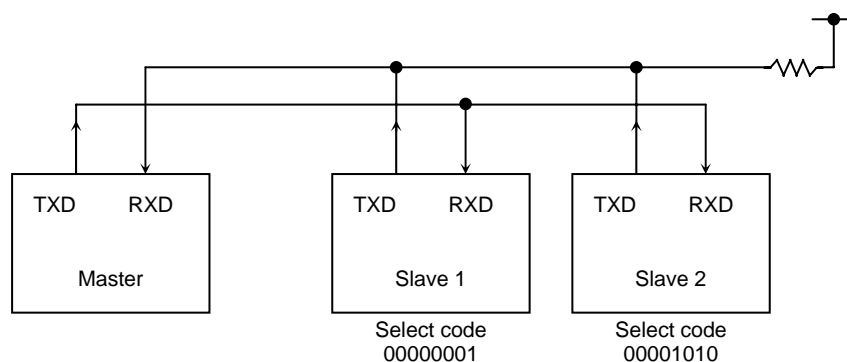 TXD RXD TXD RXD TXD RXD
Master Slave 1 Slave 2
Select code Select code
00000001 00001010